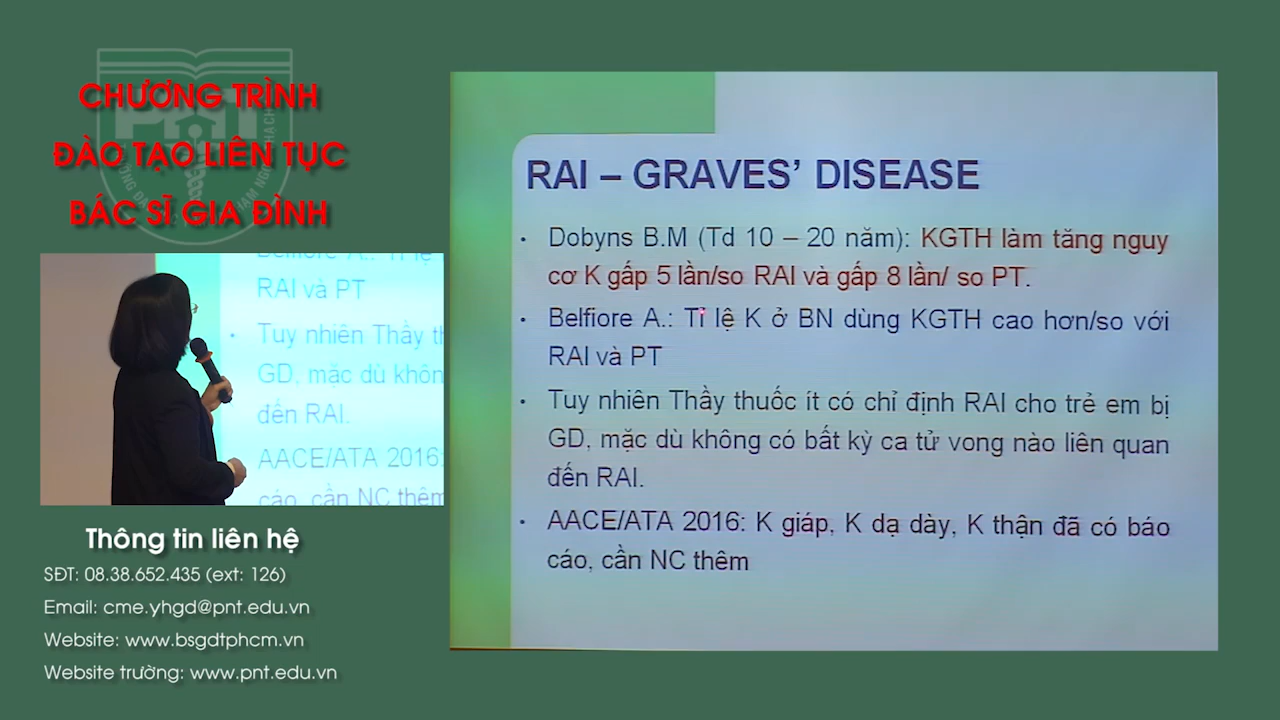 CHƯƠNG TRÌNH
ĐÀO TẠO LIÊN TỤC
BÁC SĨ GIA ĐÌNH
RAI và PT
• Tuy nhiên Thầy
GD, mặc dù
đến RAI.
AACE/ATA 2016:
cáo, cần NC thêm
Thông tin liên hệ
SĐT: 08.38.652.435 (ext: 126)
Email: cme.yhgd@pnt.edu.vn
Website: www.bsgdtphcm.vn
Website trường: www.pnt.edu.vn
RAI – GRAVES’ DISEASE
• Dobyns B.M (Td 10 – 20 năm): KGTH làm tăng nguy
cơ K gấp 5 lần/so RAI và gấp 8 lần/ so PT.
• Belfiore A.: Tỉ lệ K ở BN dùng KGTH cao hơn/so với
RAI và PT
• Tuy nhiên Thầy thuốc ít có chỉ định RAI cho trẻ em bị
GD, mặc dù không có bất kỳ ca tử vong nào liên quan
đến RAI.
• AACE/ATA 2016: K giáp, K dạ dày, K thận đã có báo
cáo, cần NC thêm